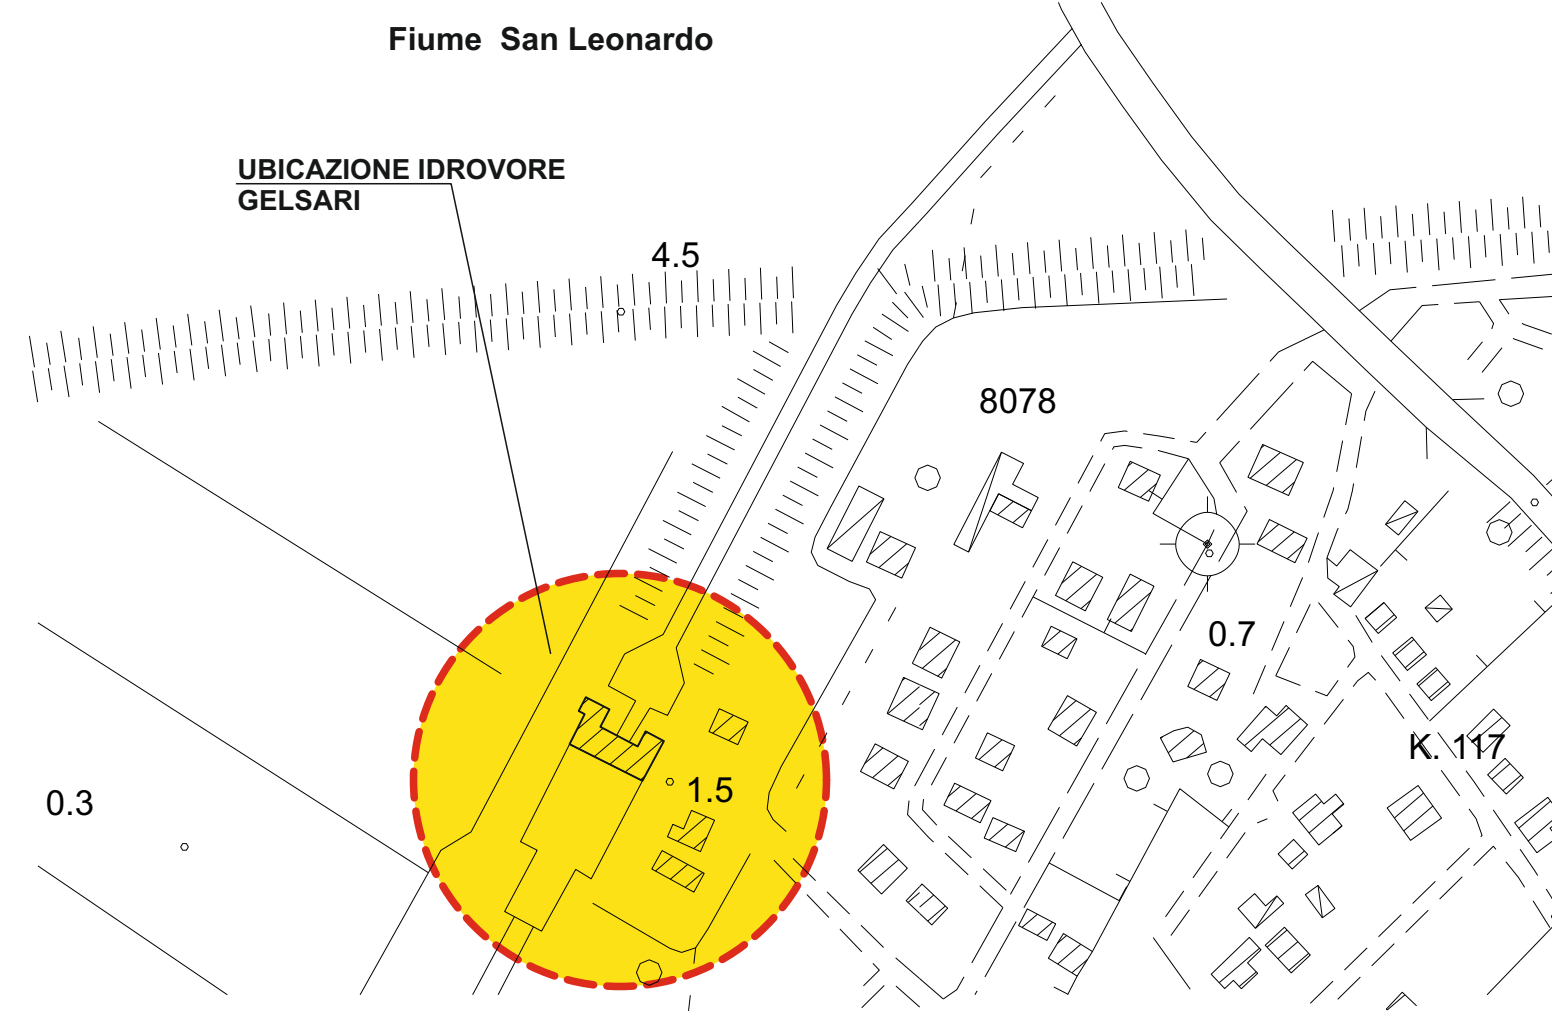 Fiume San Leonardo
UBICAZIONE IDROVORE
GELSARI
4.5
8078
0.7
K. 117
1.5
0.3